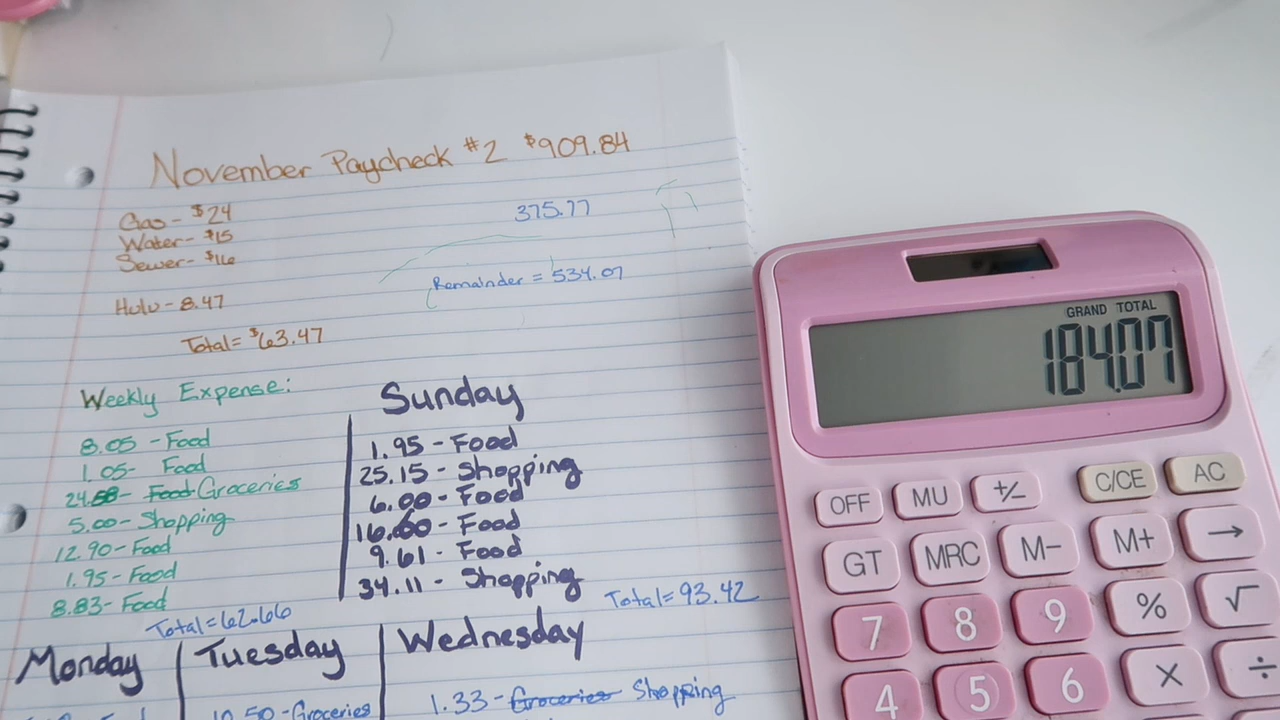 November Paycheck #2 $909.84
Gas - $24
Water - $15
Sewer - $16
Hulu - 8.47
Total = $63.47
375.77
Remainder = 534.07
Weekly Expense:
8.05 - Food
1.05 - Food
24.58 - Food Groceries
5.00 - Shopping
12.90 - Food
1.95 - Food
8.83 - Food
Total = 62.66
Sunday
1.95 - Food
25.15 - Shopping
6.00 - Food
16.60 - Food
9.61 - Food
34.11 - Shopping
Total = 93.42
Monday
Tuesday
10.50 - Groceries
Wednesday
1.33 - Groceries Shopping
GRAND TOTAL
184.07
OFF MU +/- C/CE AC
GT MRC M- M+ →
7 8 9 % √
4 5 6 × ÷